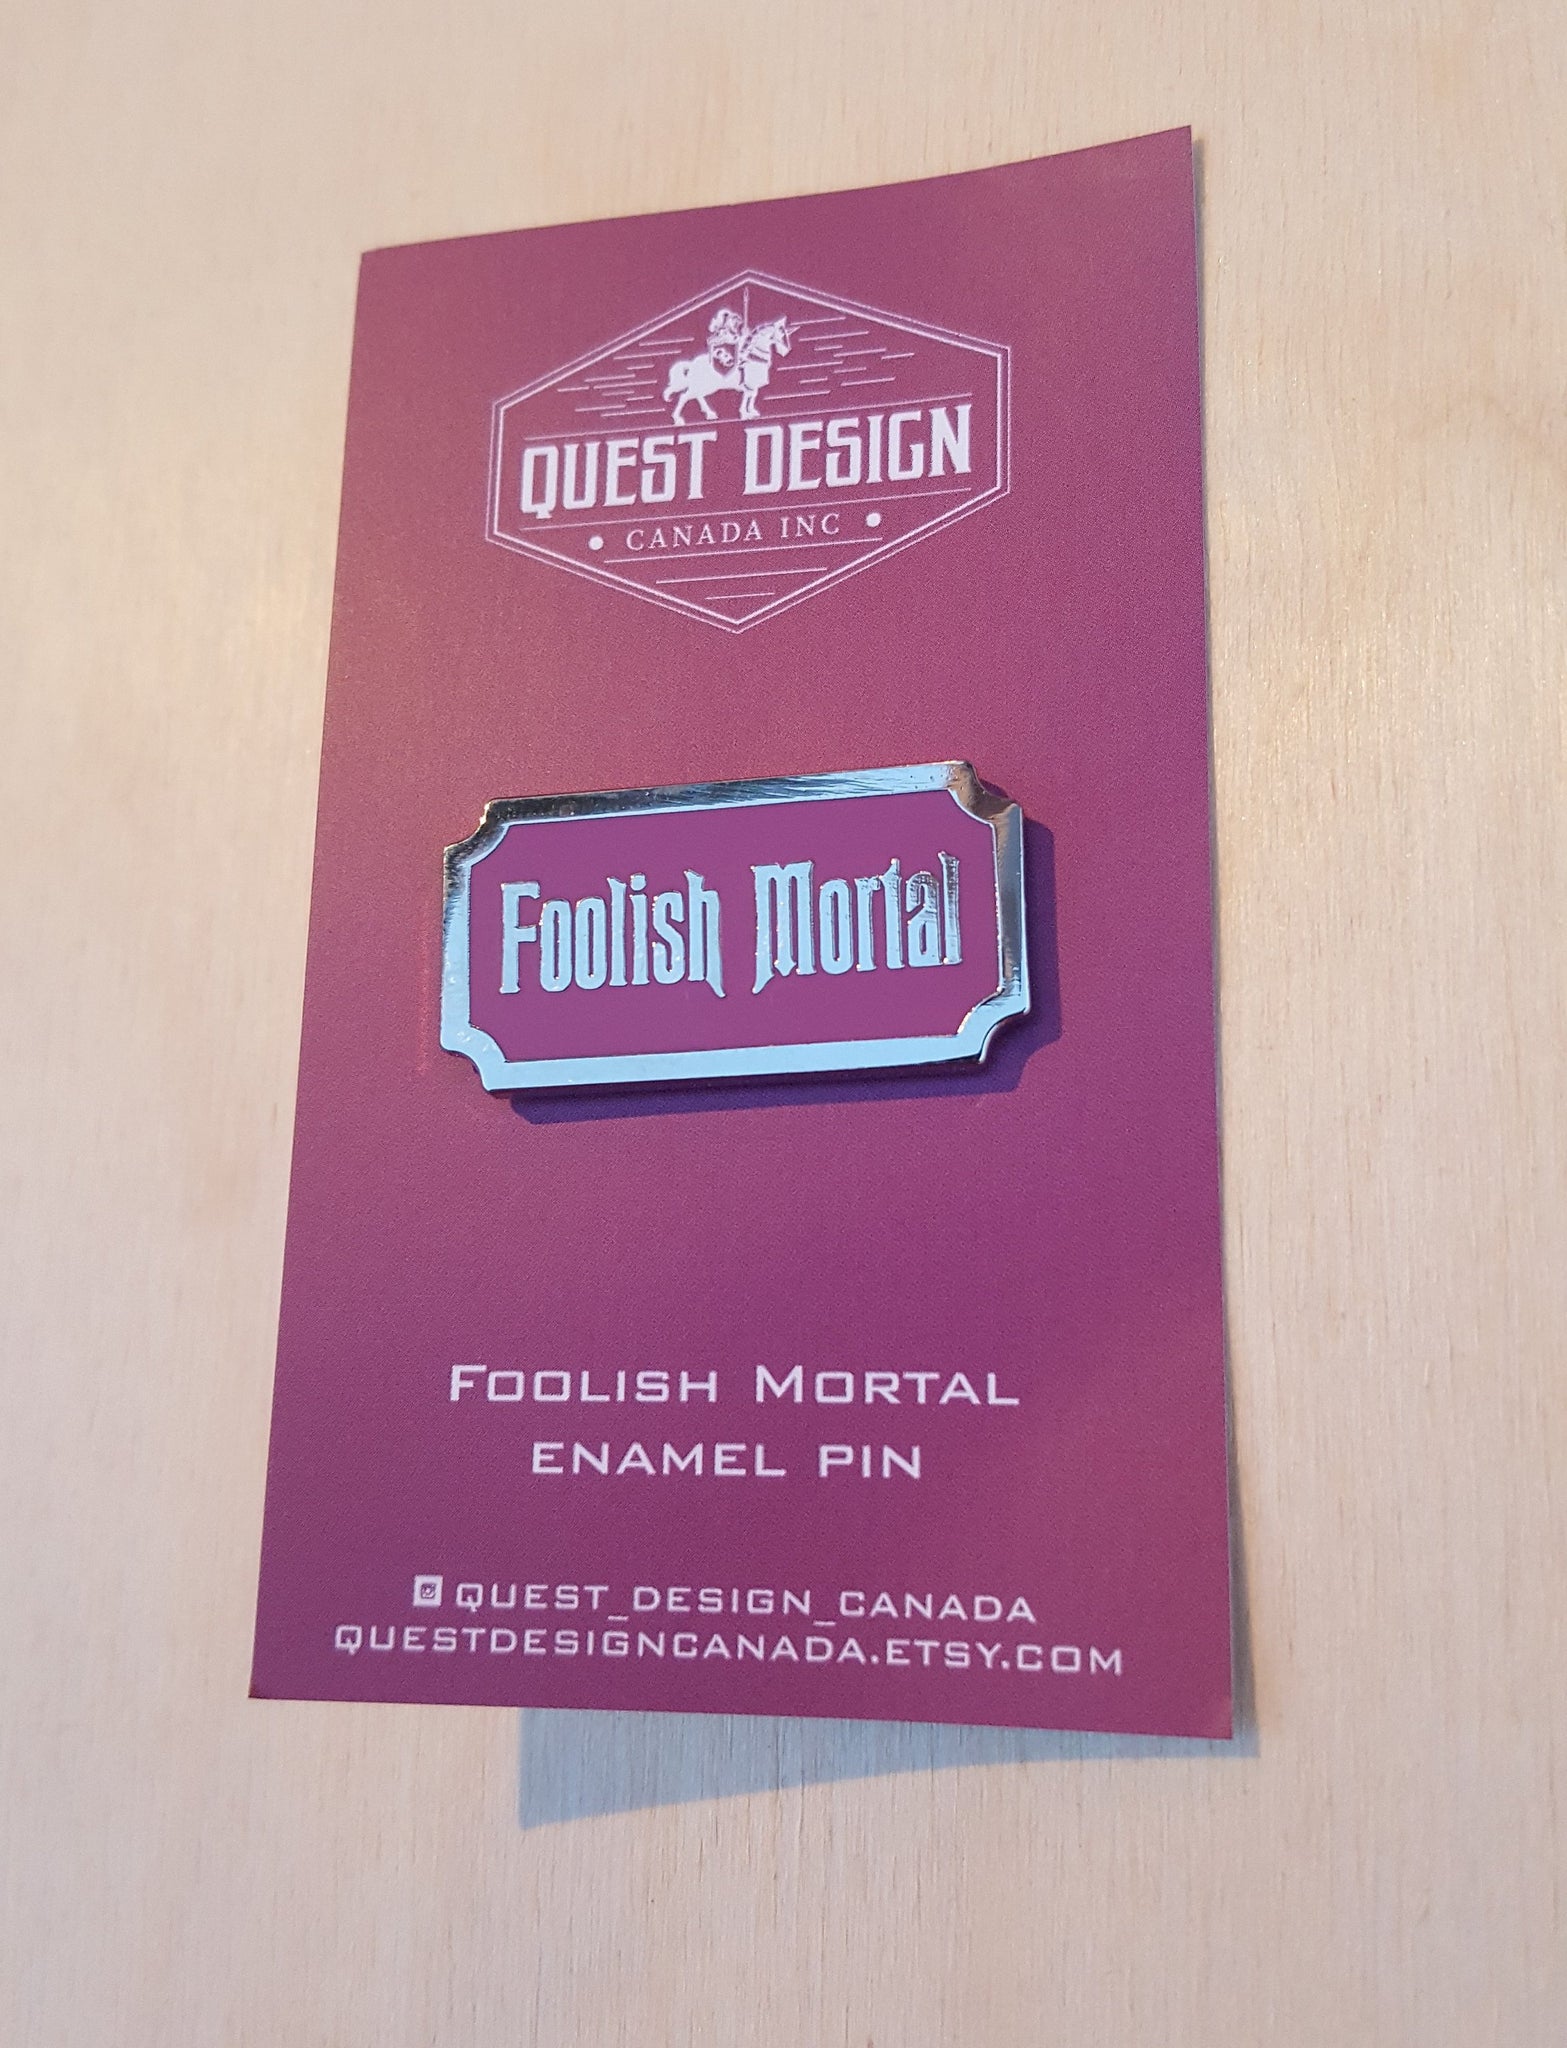 QUEST DESIGN
• CANADA INC •
Foolish Mortal
FOOLISH MORTAL
ENAMEL PIN
QUEST_DESIGN_CANADA
QUESTDESIGNCANADA.ETSY.COM